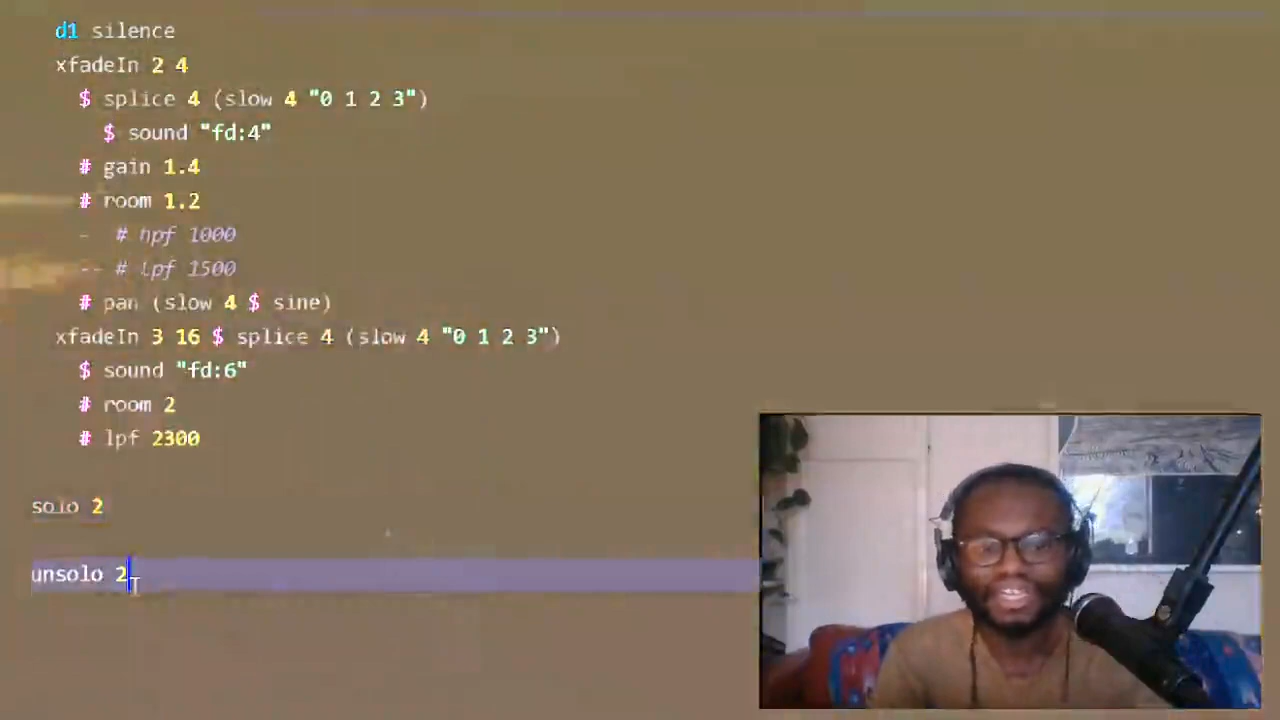 d1 silence
xfadeIn 2 4
$ splice 4 (slow 4 "0 1 2 3")
$ sound "fd:4"
# gain 1.4
# room 1.2
- # hpf 1000
-- # lpf 1500
# pan (slow 4 $ sine)
xfadeIn 3 16 $ splice 4 (slow 4 "0 1 2 3")
$ sound "fd:6"
# room 2
# lpf 2300
solo 2
unsolo 2